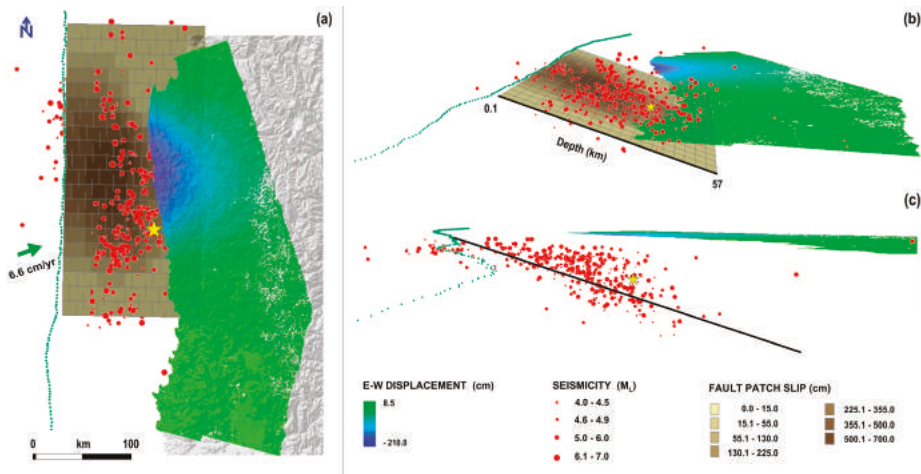 (a)
N
6.6 cm/yr
0 km 100
(b)
0.1
Depth (km)
57
(c)
E-W DISPLACEMENT (cm)
8.5
-210.0
SEISMICITY (ML)
4.0 - 4.5
4.6 - 4.9
5.0 - 6.0
6.1 - 7.0
FAULT PATCH SLIP (cm)
0.0 - 15.0
15.1 - 55.0
55.1 - 130.0
130.1 - 225.0
225.1 - 355.0
355.1 - 500.0
500.1 - 700.0